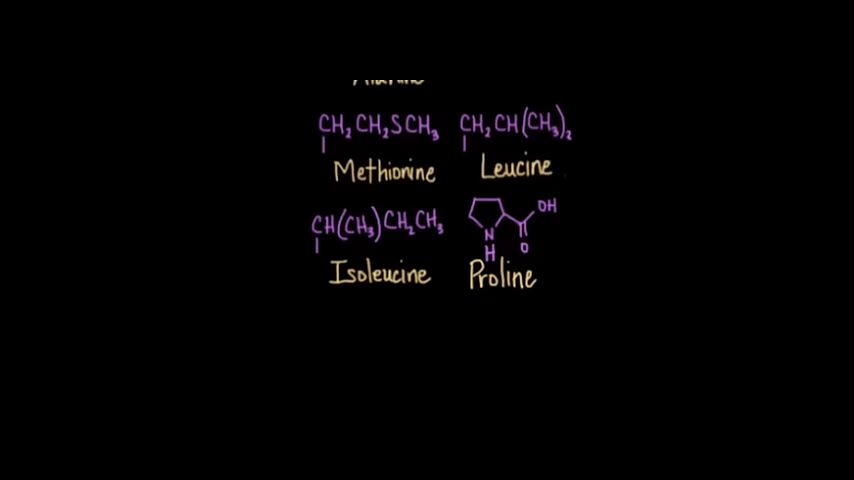 CH₂CH₂SCH₃ CH₂CH(CH₃)₂
Methionine Leucine
CH(CH₃)CH₂CH₃ OH
N
H O
Isoleucine Proline